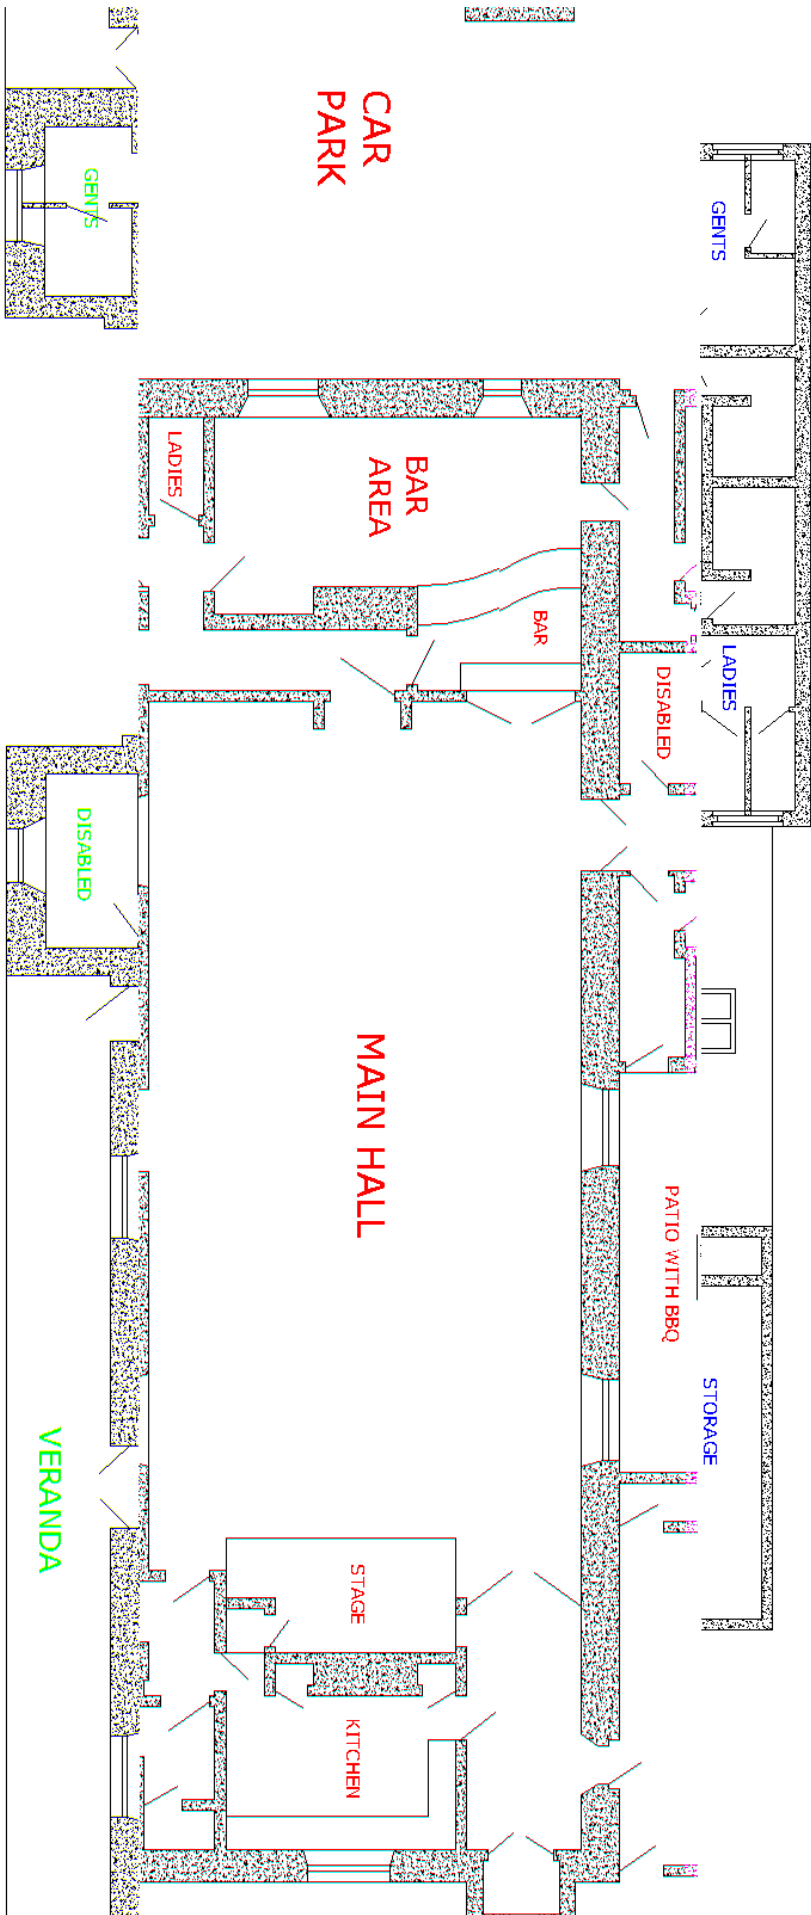 CAR
PARK
GENTS
GENTS
LADIES
BAR
AREA
BAR
DISABLED
LADIES
DISABLED
MAIN HALL
PATIO WITH BBQ
STORAGE
VERANDA
STAGE
KITCHEN